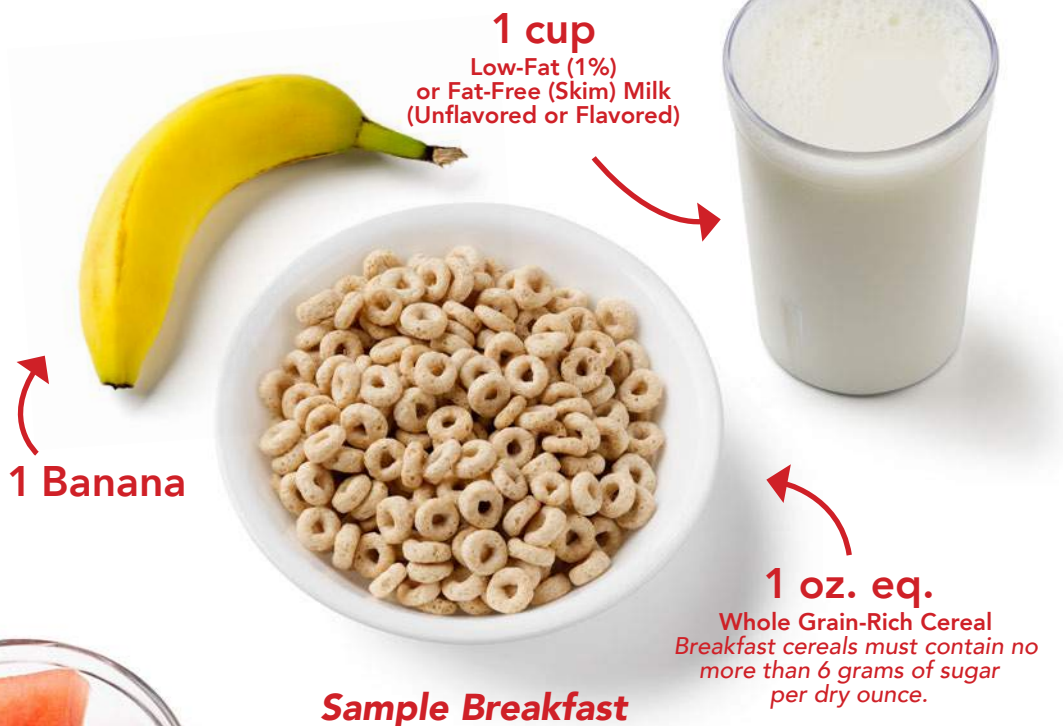 1 cup
Low-Fat (1%)
or Fat-Free (Skim) Milk
(Unflavored or Flavored)
1 Banana
1 oz. eq.
Whole Grain-Rich Cereal
Breakfast cereals must contain no
more than 6 grams of sugar
per dry ounce.
Sample Breakfast